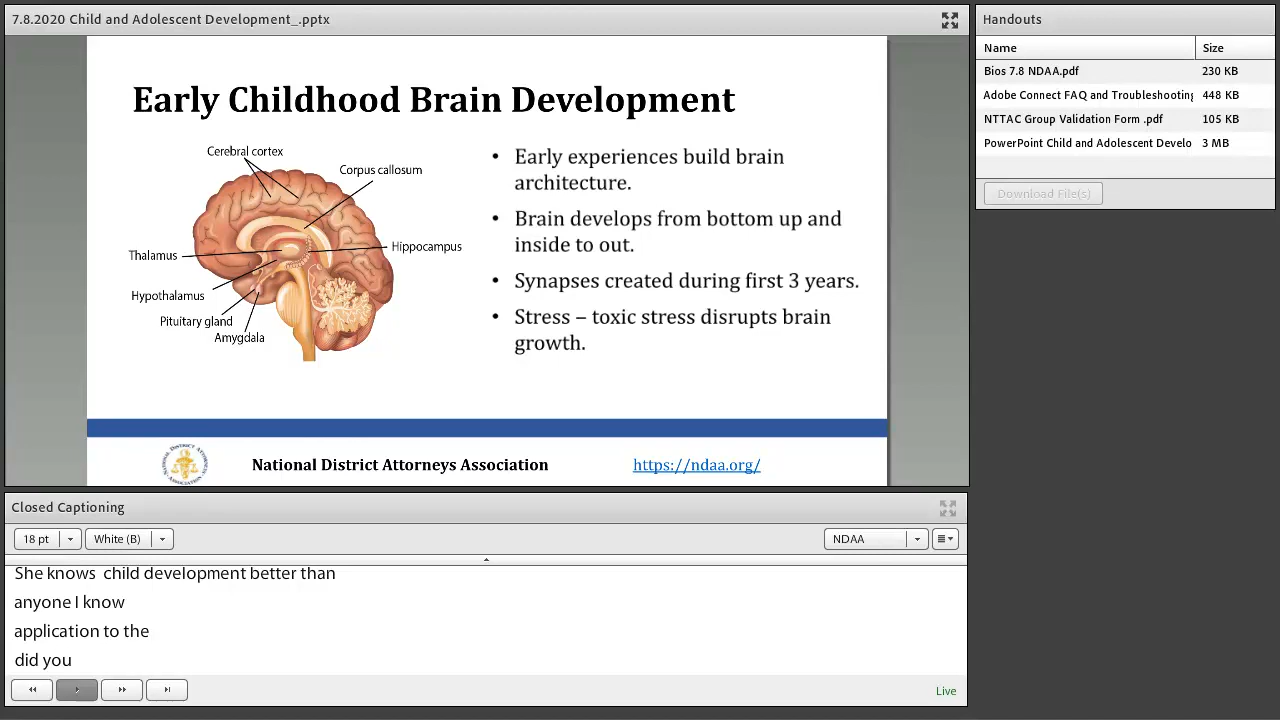 7.8.2020 Child and Adolescent Development_.pptx
Early Childhood Brain Development
Cerebral cortex
Corpus callosum
Thalamus
Hippocampus
Hypothalamus
Pituitary gland
Amygdala
• Early experiences build brain
architecture.
• Brain develops from bottom up and
inside to out.
• Synapses created during first 3 years.
• Stress – toxic stress disrupts brain
growth.
NATIONAL DISTRICT ATTORNEYS ASSOCIATION
National District Attorneys Association
https://ndaa.org/
Handouts
Name Size
Bios 7.8 NDAA.pdf 230 KB
Adobe Connect FAQ and Troubleshooting 448 KB
NTTAC Group Validation Form .pdf 105 KB
PowerPoint Child and Adolescent Develo 3 MB
Download File(s)
Closed Captioning
18 pt White (B) NDAA
She knows child development better than
anyone I know
application to the
did you
Live